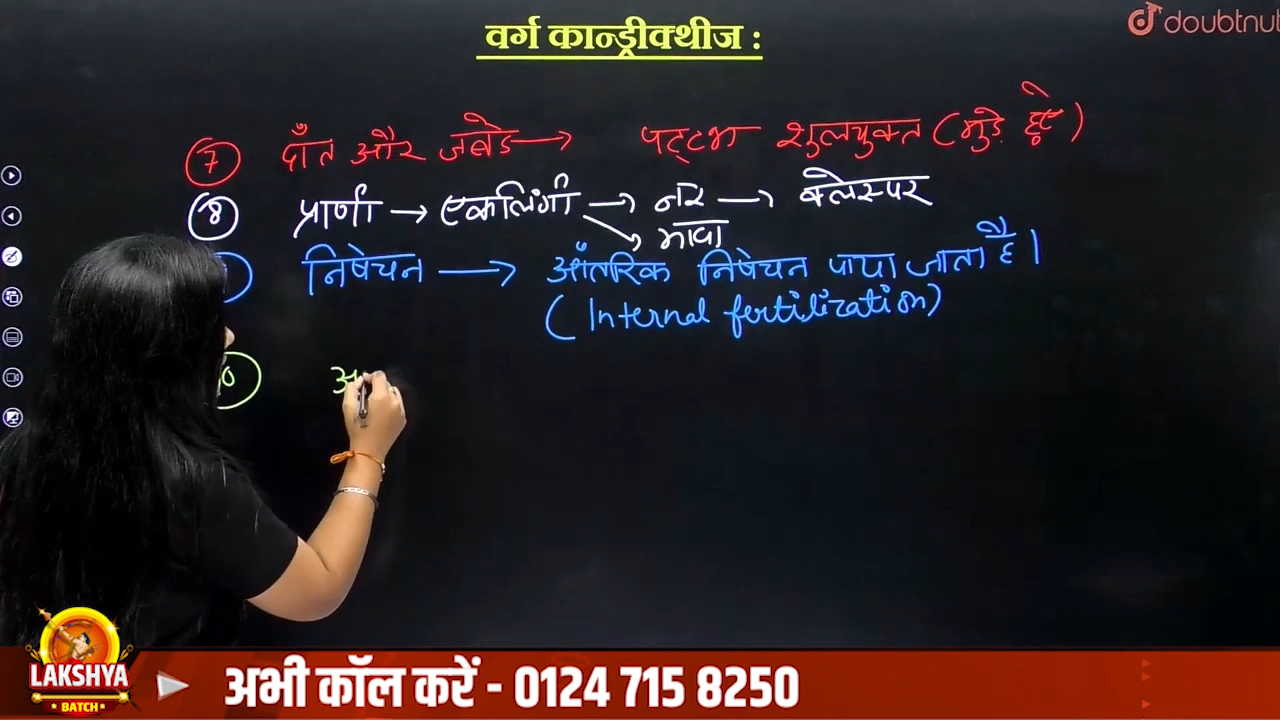 वर्ग कान्ड्रीक्थीज :
doubtnut
7 दाँत और जबड़े → पट्टाभ शूलयुक्त (मुड़े हुए)
8 प्राणी → एकलिंगी → नर → क्लेस्पर
मादा
निषेचन → आंतरिक निषेचन पाया जाता है।
(Internal fertilization)
LAKSHYA
BATCH
अभी कॉल करें - 0124 715 8250